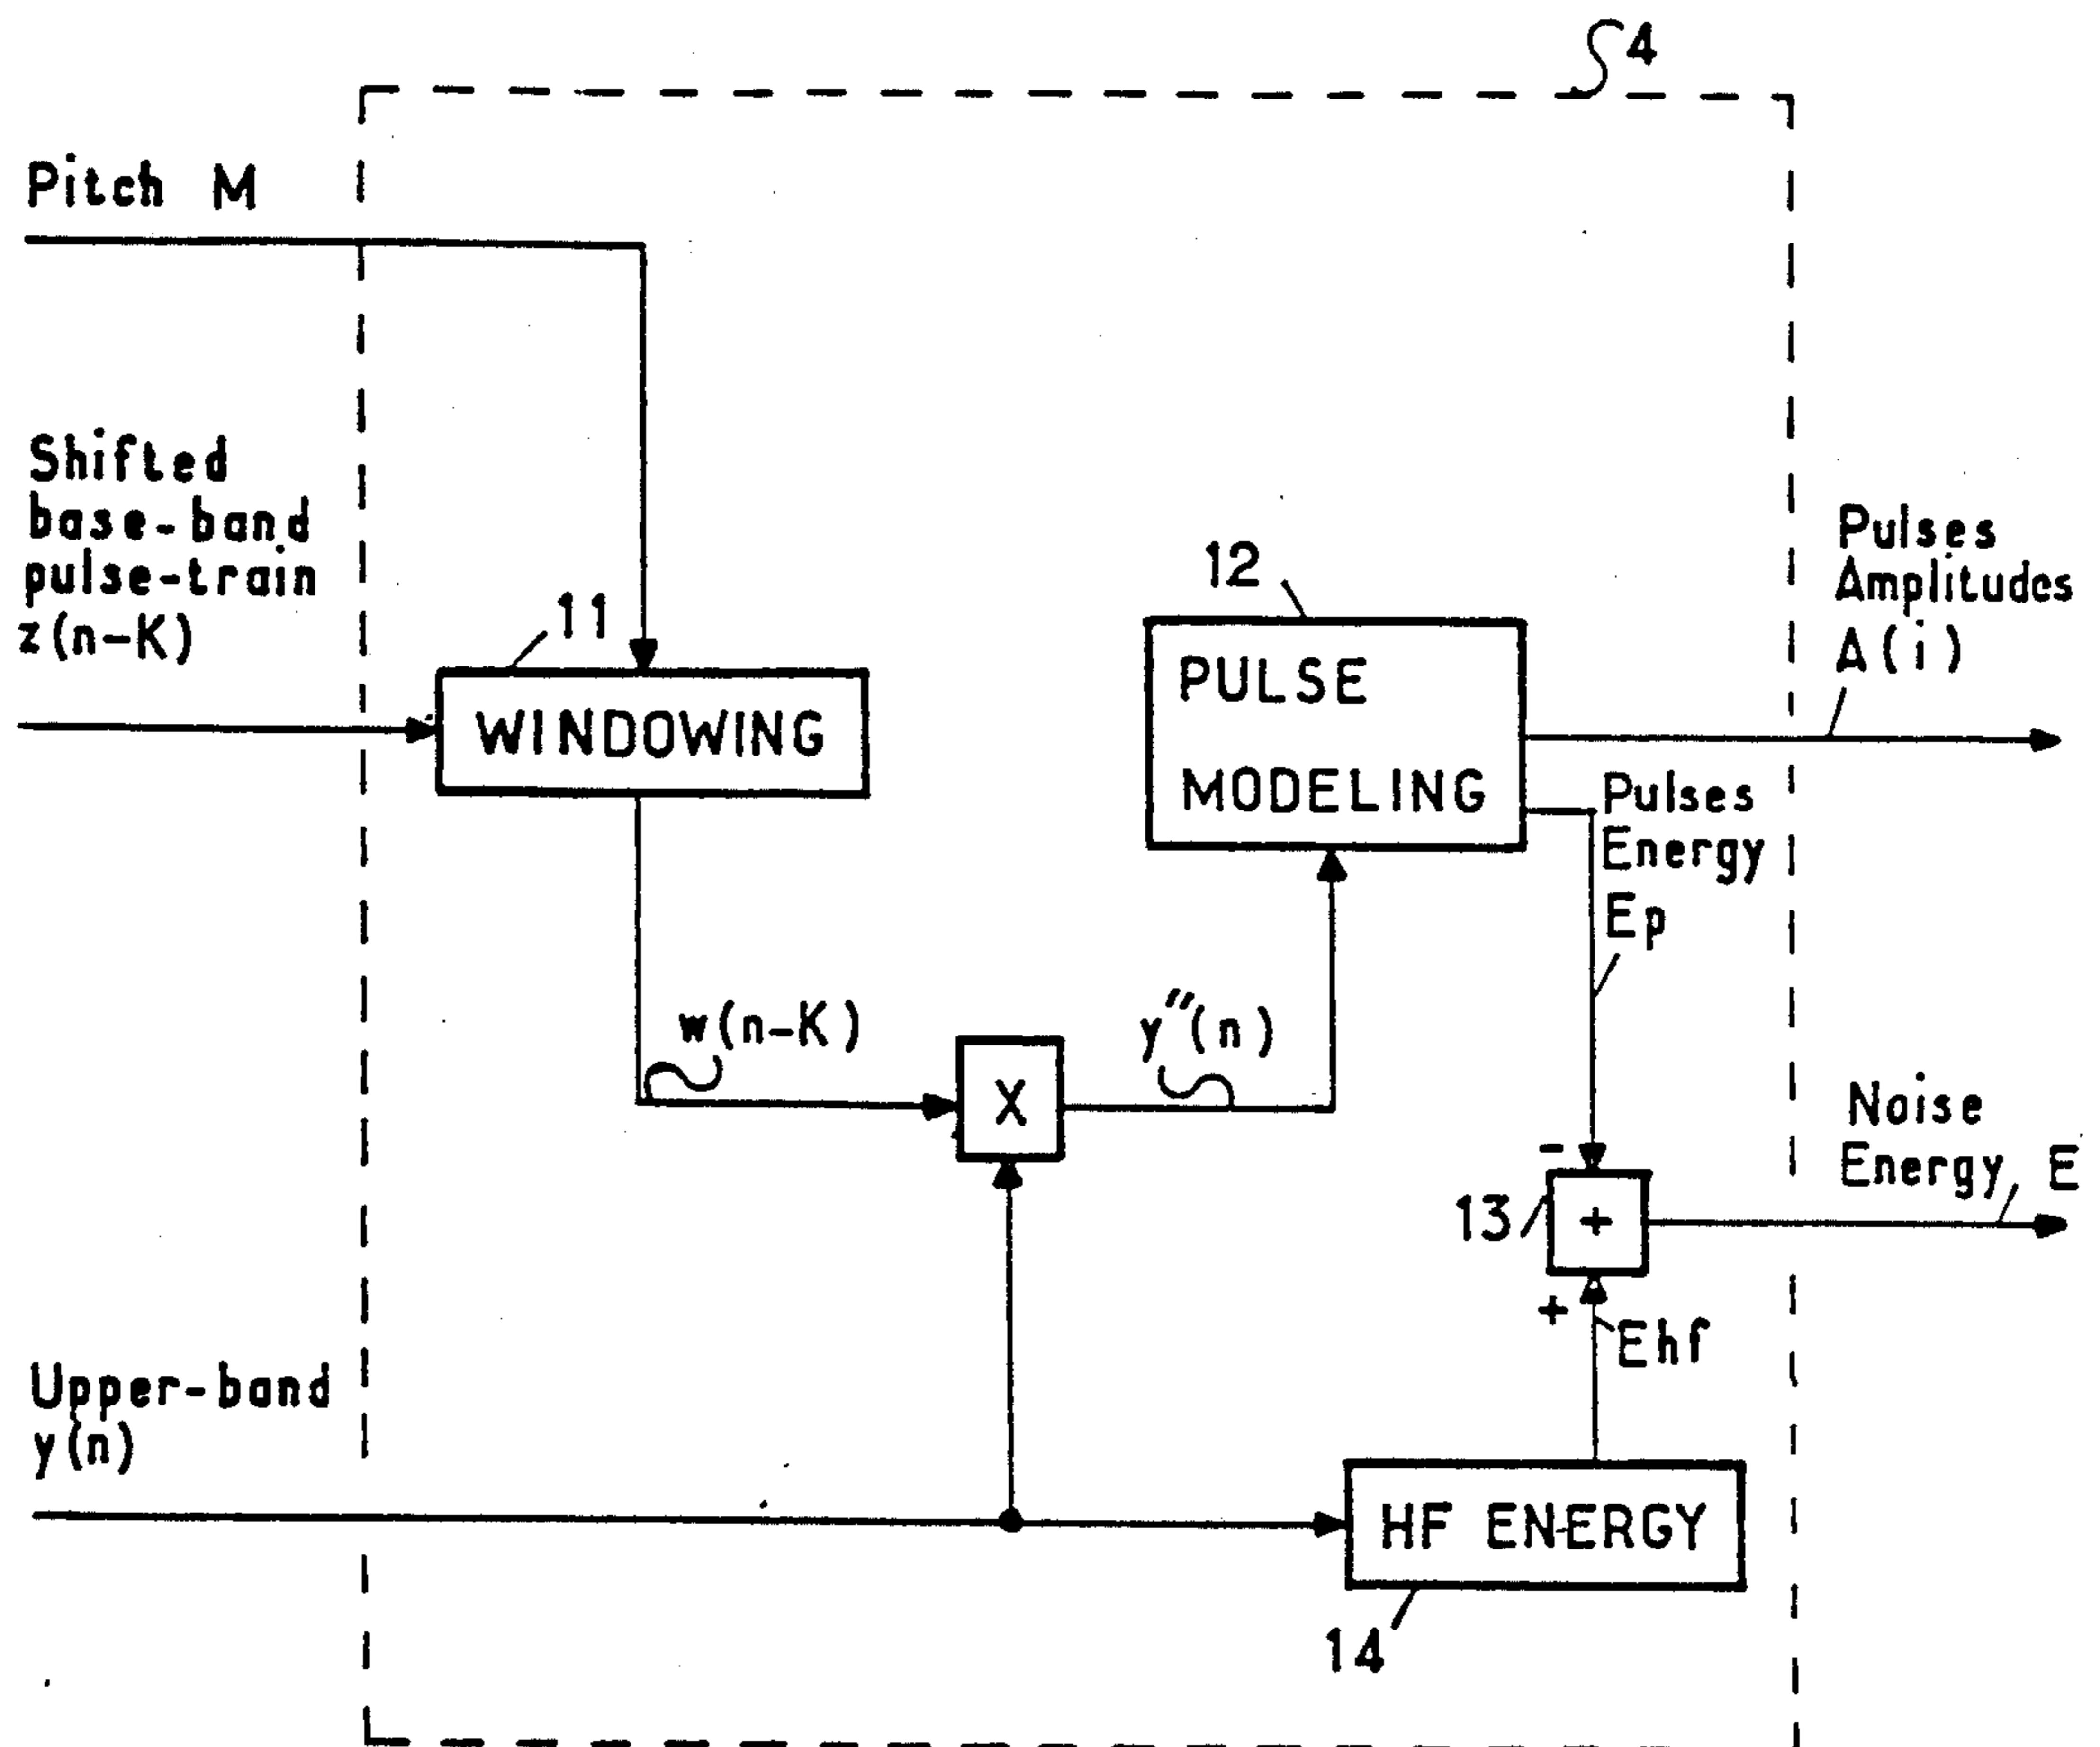 4
Pitch M
Shifted
base-band
pulse-train
z(n-K)
11
WINDOWING
12
PULSE
MODELING
Pulses
Amplitudes
A(i)
Pulses
Energy
Ep
w(n-K)
X
y"(n)
-
13
+
+
Ehf
Noise
Energy, E
Upper-band
y(n)
HF ENERGY
14